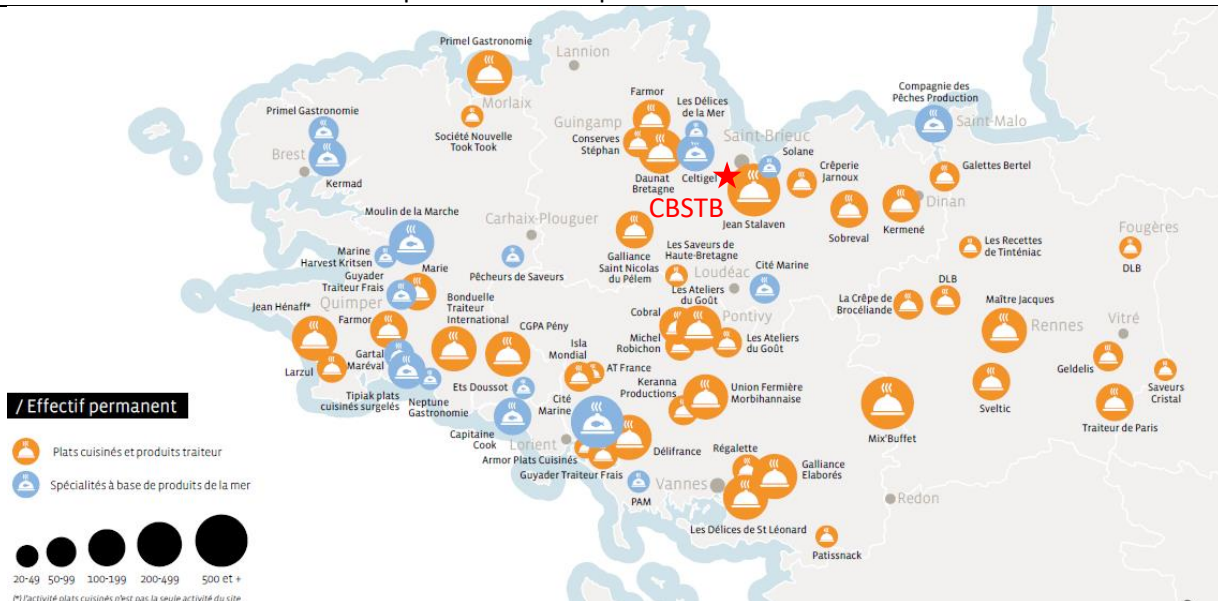 Primel Gastronomie
Lannion
Morlaix
Société Nouvelle
Took Took
Primel Gastronomie
Brest
Kermad
Farmor
Les Délices
de la Mer
Guingamp
Conserves
Stéphan
Daunat
Bretagne
Celtigel
Saint-Brieuc
Solane
CBSTB
Jean Stalaven
Crêperie
Jarnoux
Compagnie des
Pêches Production
Saint-Malo
Galettes Bertel
Dinan
Sobreval
Kermené
Fougères
DLB
Les Recettes
de Tinténiac
Moulin de la Marche
Carhaix-Plouguer
Marine
Harvest Kritsen
Guyader
Traiteur Frais
Marie
Pêcheurs de Saveurs
Galliance
Saint Nicolas
du Pélem
Les Saveurs de
Haute-Bretagne
Loudéac
Cité Marine
Les Ateliers
du Goût
DLB
La Crêpe de
Brocéliande
Maître Jacques
Rennes
Vitré
Jean Hénaff*
Quimper
Bonduelle
Traiteur
International
Farmor
CGPA Pény
Cobral
Pontivy
Michel
Robichon
Les Ateliers
du Goût
Larzul
Gartal
Maréval
Isla
Mondial
AT France
Geldelis
Saveurs
Cristal
Tipiak plats
cuisinés surgelés
Neptune
Gastronomie
Ets Doussot
Cité
Marine
Keranna
Productions
Union Fermière
Morbihannaise
Sveltic
Mix'Buffet
Traiteur de Paris
Capitaine
Cook
Lorient
Armor Plats Cuisinés
Guyader Traiteur Frais
Délifrance
Régalette
Galliance
Elaborés
PAM
Vannes
Redon
Les Délices de St Léonard
Patissnack
/ Effectif permanent
Plats cuisinés et produits traiteur
Spécialités à base de produits de la mer
20-49 50-99 100-199 200-499 500 et +
(*) l'activité plats cuisinés n'est pas la seule activité du site